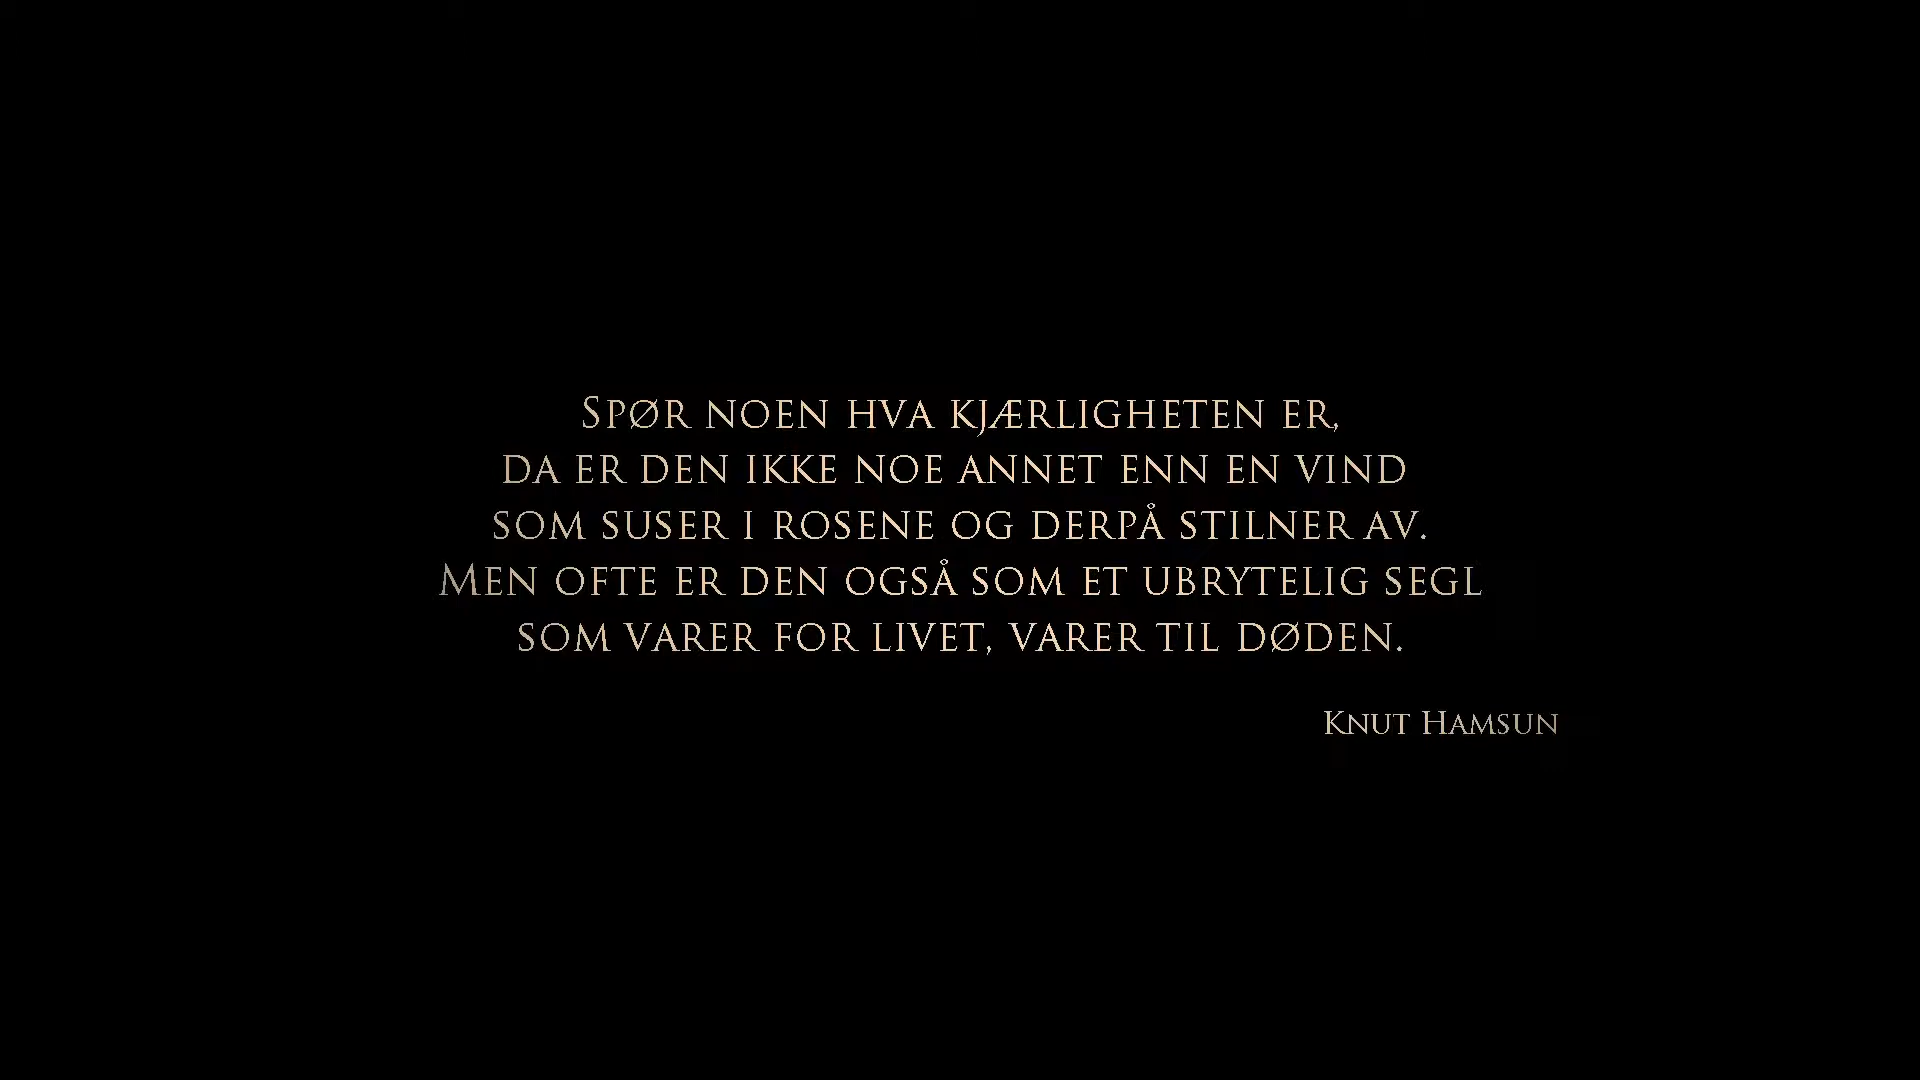 Spør noen hva kjærligheten er,
da er den ikke noe annet enn en vind
som suser i rosene og derpå stilner av.
Men ofte er den også som et ubrytelig segl
som varer for livet, varer til døden.
Knut Hamsun